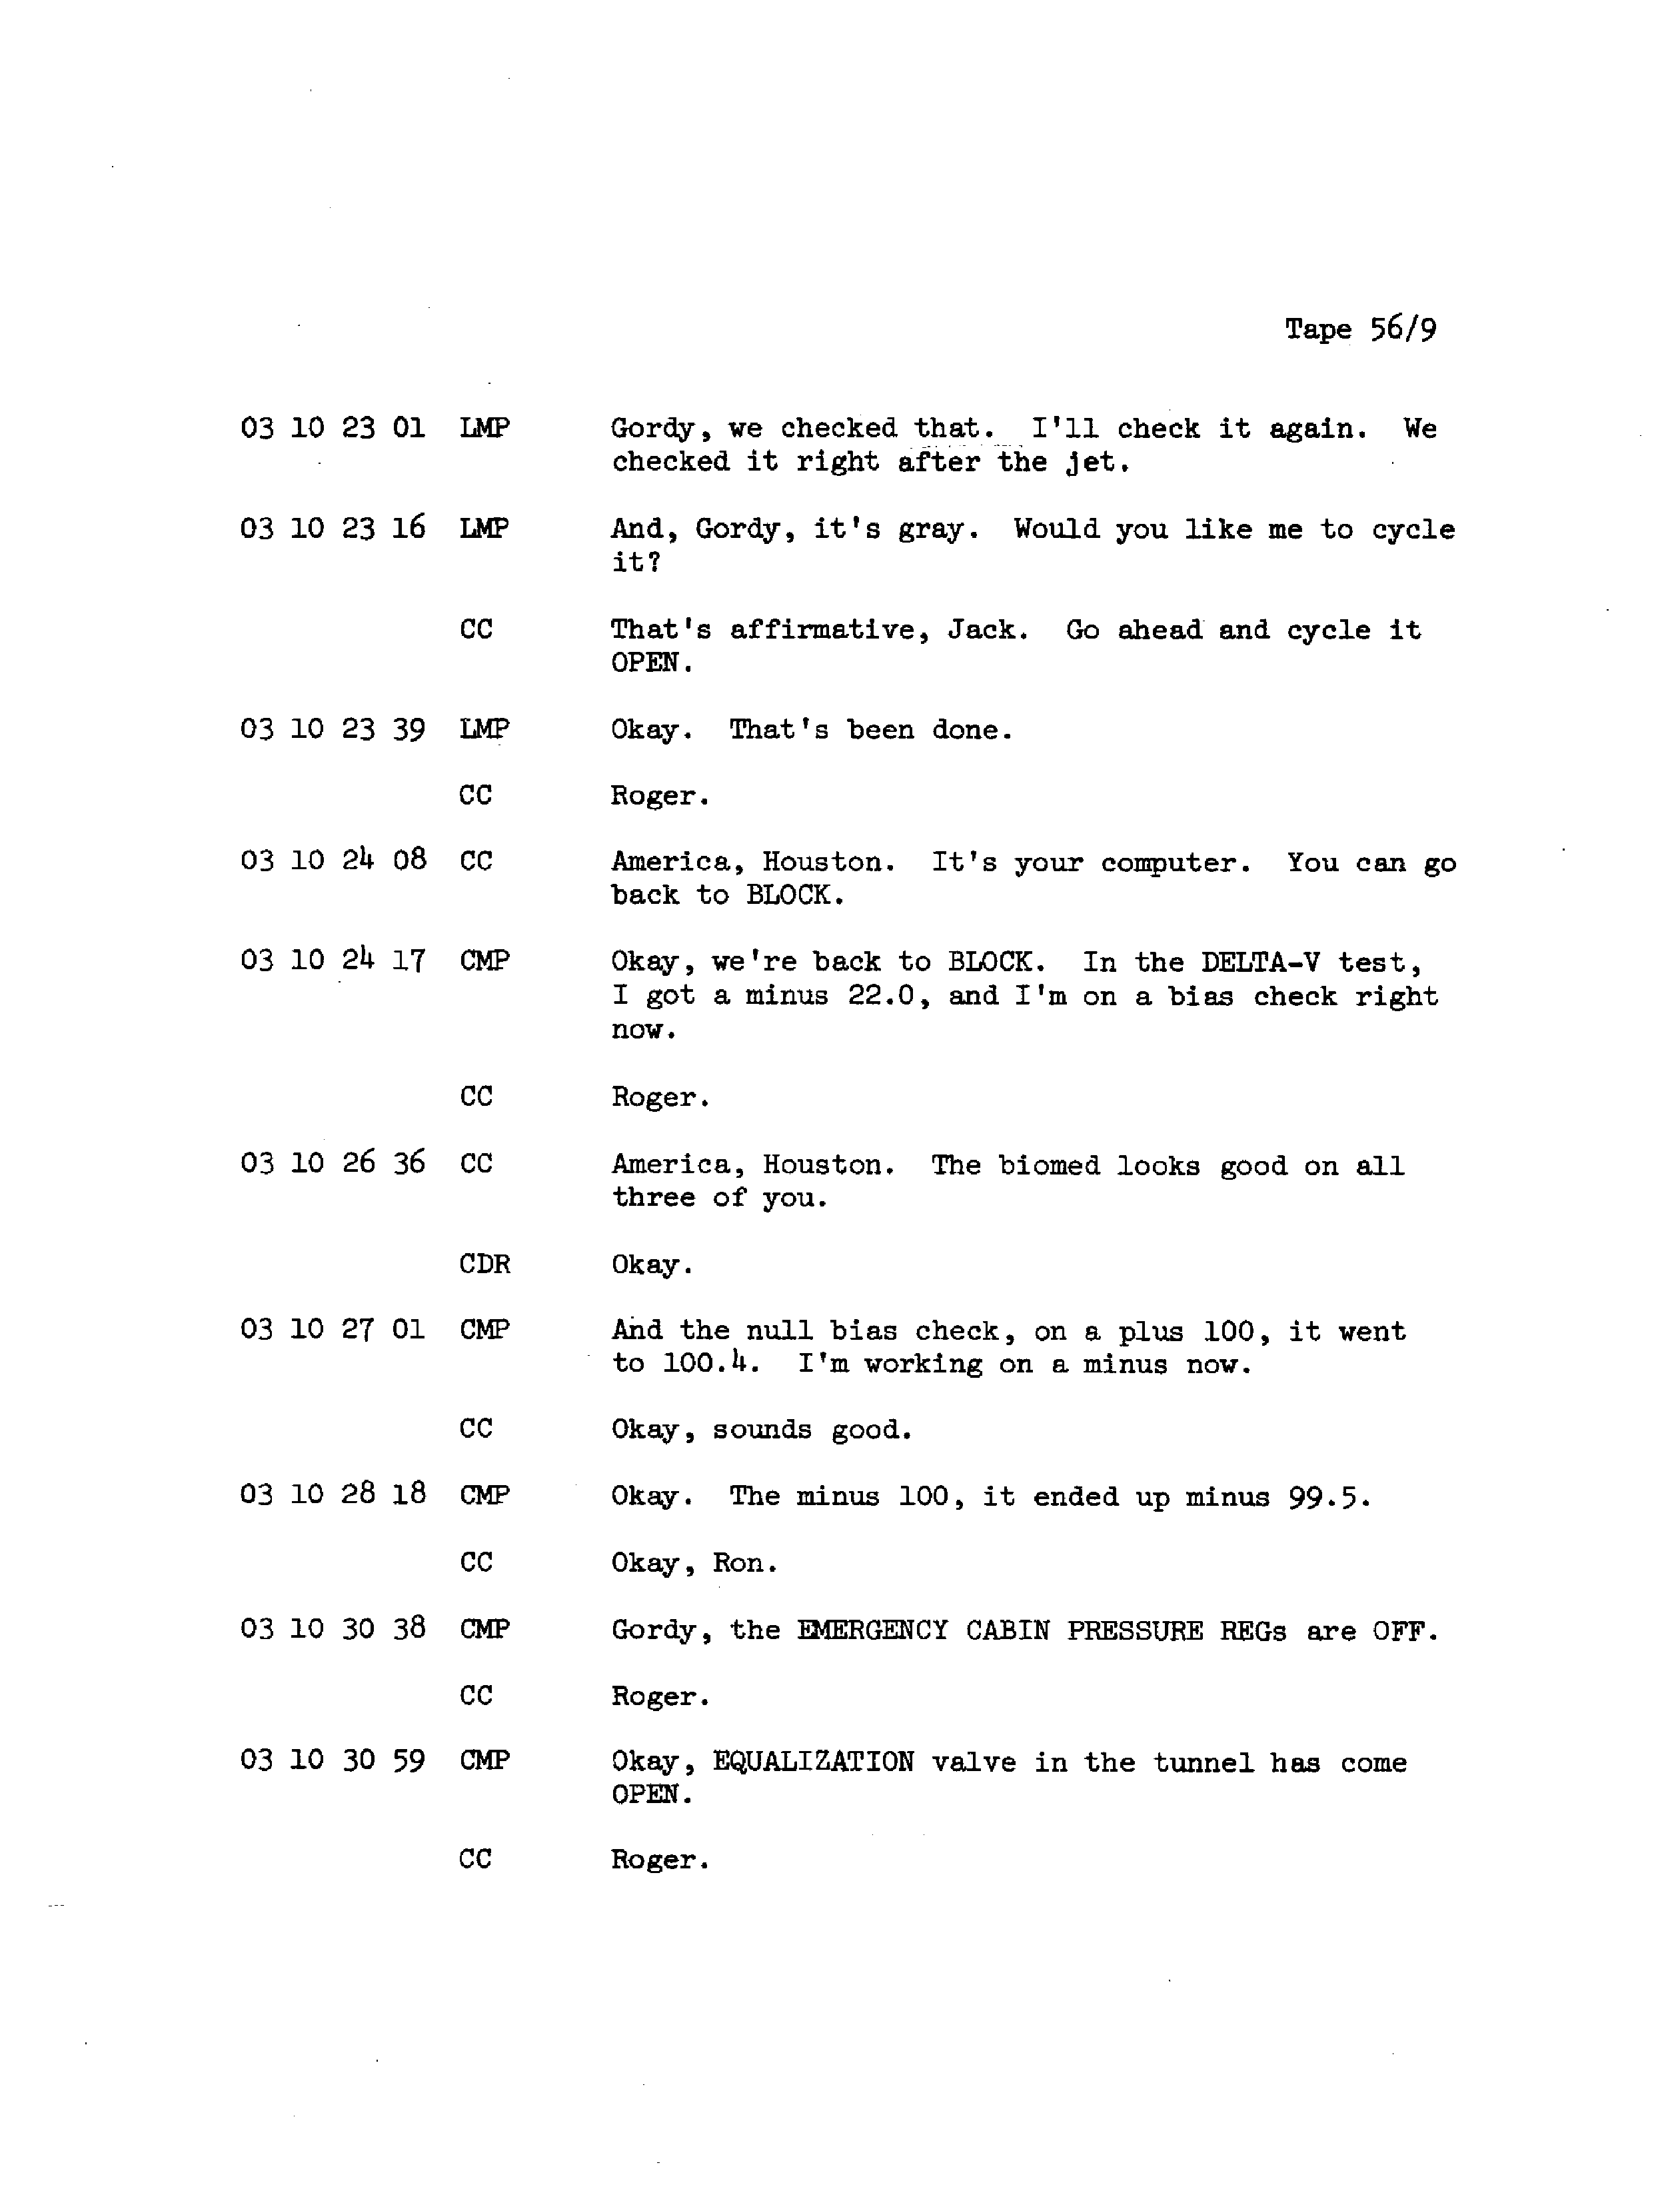 Tape 56/9
03 10 23 01 LMP Gordy, we checked that. I'll check it again. We
checked it right after the jet.
03 10 23 16 LMP And, Gordy, it's gray. Would you like me to cycle
it?
CC That's affirmative, Jack. Go ahead and cycle it
OPEN.
03 10 23 39 LMP Okay. That's been done.
CC Roger.
03 10 24 08 CC America, Houston. It's your computer. You can go
back to BLOCK.
03 10 24 17 CMP Okay, we're back to BLOCK. In the DELTA-V test,
I got a minus 22.0, and I'm on a bias check right
now.
CC Roger.
03 10 26 36 CC America, Houston. The biomed looks good on all
three of you.
CDR Okay.
03 10 27 01 CMP And the null bias check, on a plus 100, it went
to 100.4. I'm working on a minus now.
CC Okay, sounds good.
03 10 28 18 CMP Okay. The minus 100, it ended up minus 99.5.
CC Okay, Ron.
03 10 30 38 CMP Gordy, the EMERGENCY CABIN PRESSURE REGs are OFF.
CC Roger.
03 10 30 59 CMP Okay, EQUALIZATION valve in the tunnel has come
OPEN.
CC Roger.